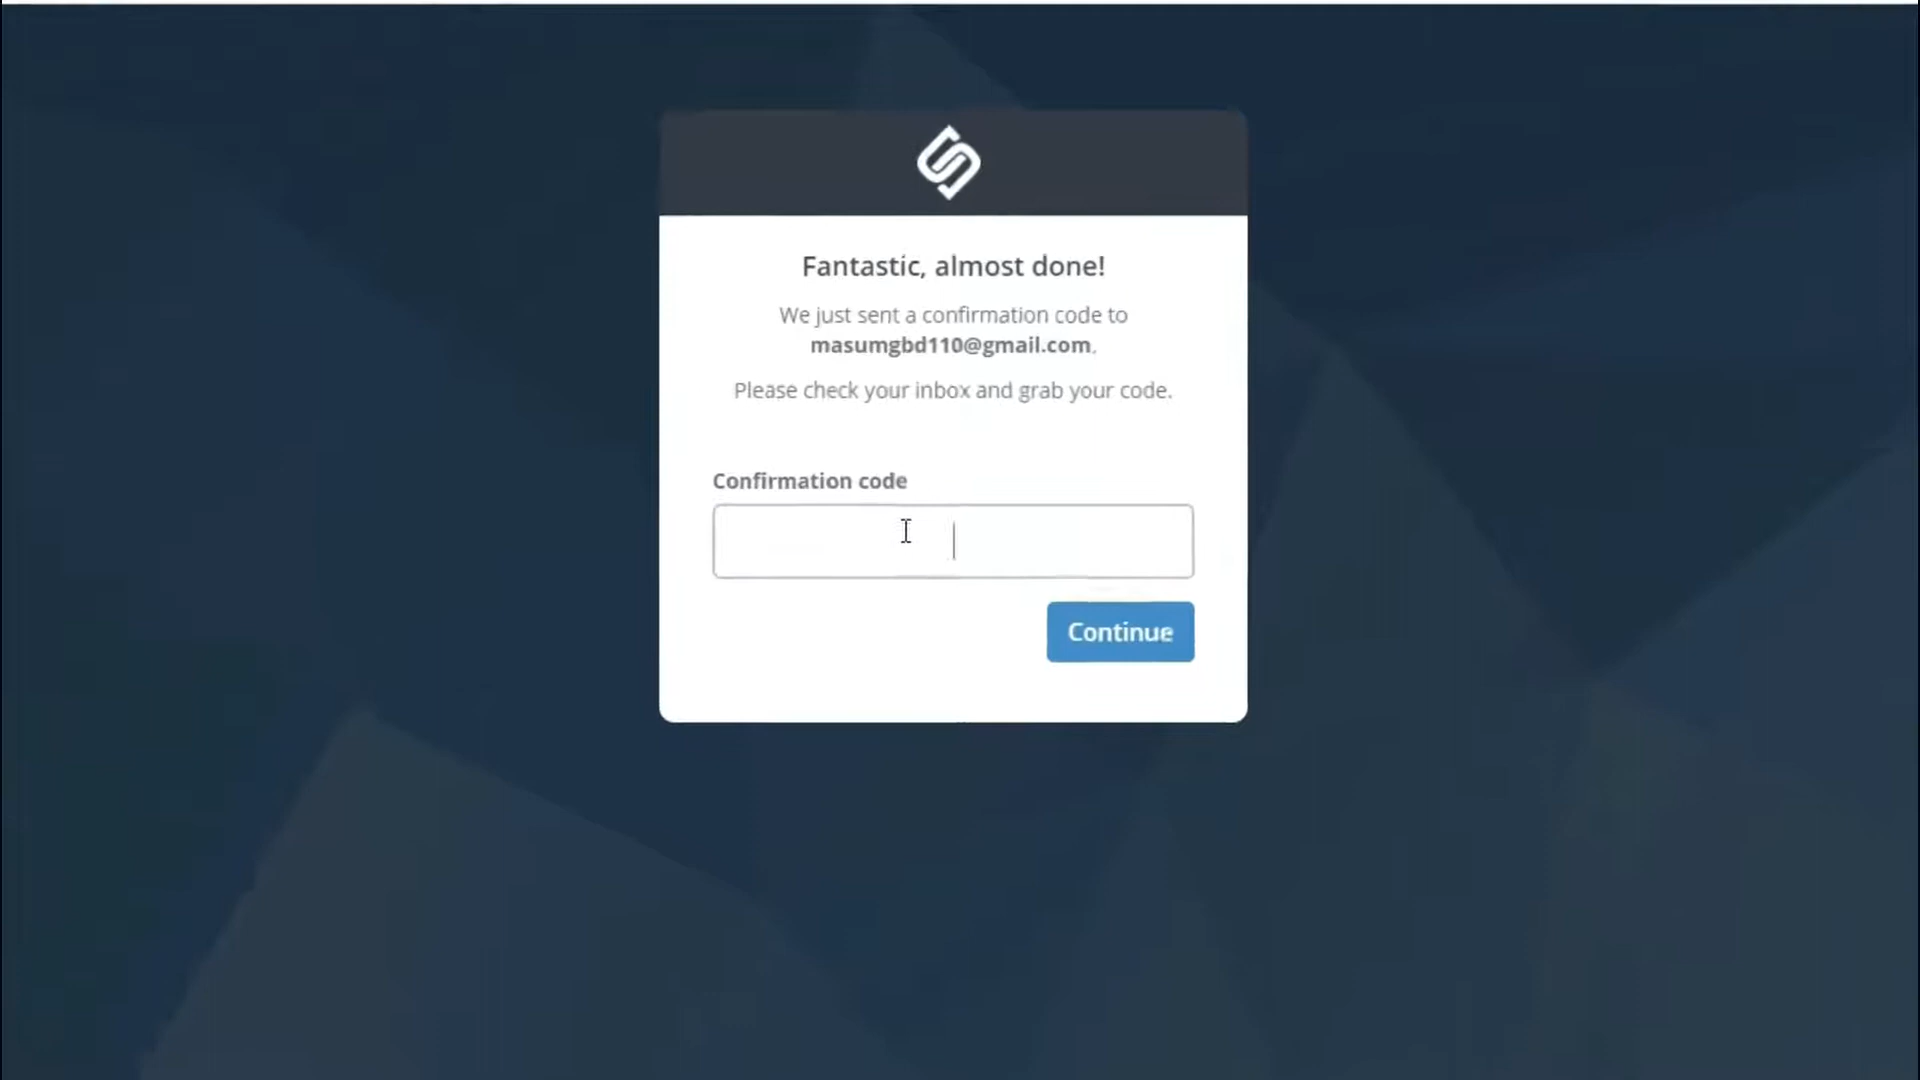 Fantastic, almost done!
We just sent a confirmation code to
masumgbd110@gmail.com.
Please check your inbox and grab your code.
Confirmation code
Continue